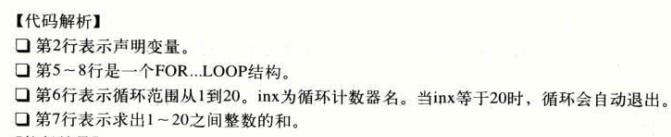 【代码解析】
❑ 第2行表示声明变量。
❑ 第5～8行是一个FOR...LOOP结构。
❑ 第6行表示循环范围从1到20。inx为循环计数器名。当inx等于20时，循环会自动退出。
❑ 第7行表示求出1～20之间整数的和。